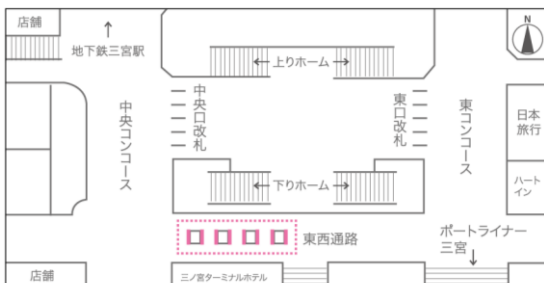 店舗
地下鉄三宮駅
上りホーム
N
中央コンコース
中央口改札
東口改札
東コンコース
日本
旅行
ハート
イン
下りホーム
東西通路
ポートライナー
三宮
店舗
三ノ宮ターミナルホテル